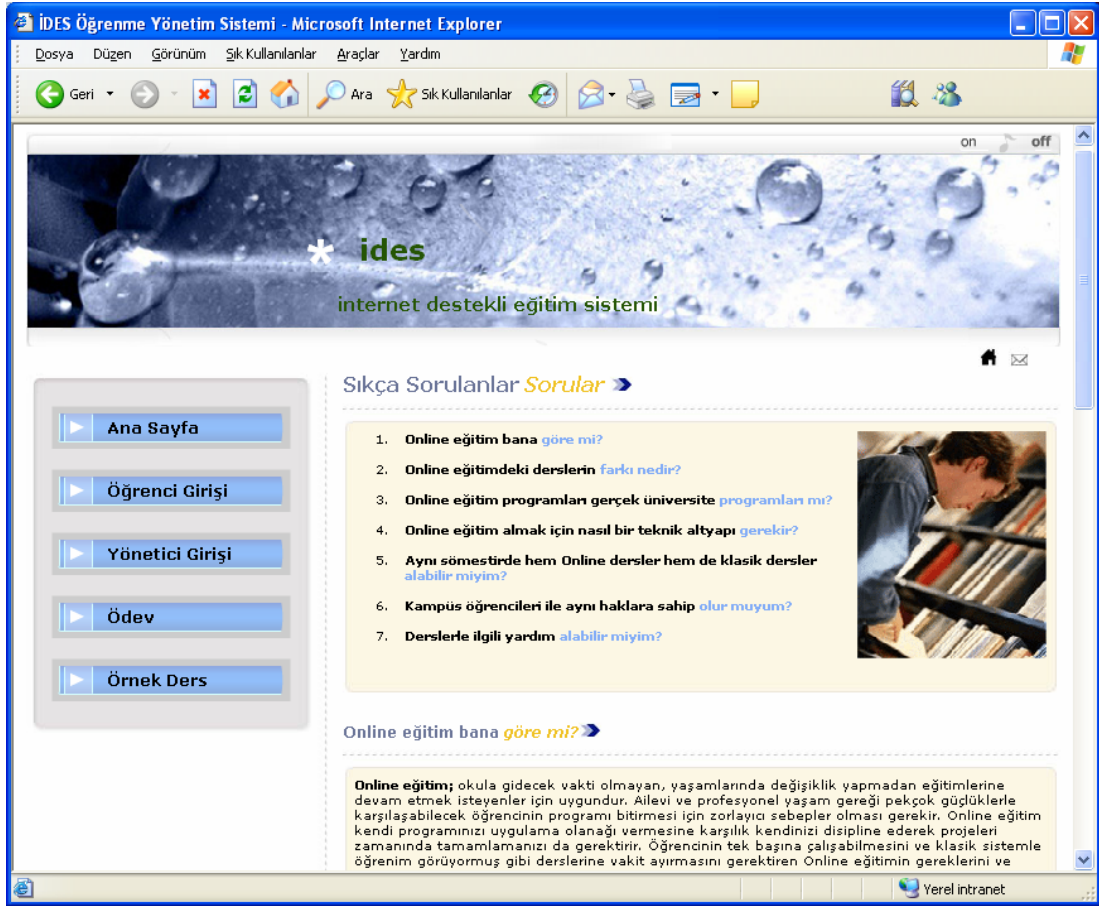 İDES Öğrenme Yönetim Sistemi - Microsoft Internet Explorer
Dosya Düzen Görünüm Sık Kullanılanlar Araçlar Yardım
Geri Ara Sık Kullanılanlar
on off
* ides
internet destekli eğitim sistemi
Ana Sayfa
Öğrenci Girişi
Yönetici Girişi
Ödev
Örnek Ders
Sıkça Sorulanlar Sorular
1. Online eğitim bana göre mi?
2. Online eğitimdeki derslerin farkı nedir?
3. Online eğitim programları gerçek üniversite programları mı?
4. Online eğitim almak için nasıl bir teknik altyapı gerekir?
5. Aynı sömestirde hem Online dersler hem de klasik dersler
alabilir miyim?
6. Kampüs öğrencileri ile aynı haklara sahip olur muyum?
7. Derslerle ilgili yardım alabilir miyim?
Online eğitim bana göre mi?
Online eğitim; okula gidecek vakti olmayan, yaşamlarında değişiklik yapmadan eğitimlerine
devam etmek isteyenler için uygundur. Ailevi ve profesyonel yaşam gereği pekçok güçlüklerle
karşılaşabilecek öğrencinin programı bitirmesi için zorlayıcı sebepler olması gerekir. Online eğitim
kendi programınızı uygulama olanağı vermesine karşılık kendinizi disipline ederek projeleri
zamanında tamamlamanızı da gerektirir. Öğrencinin tek başına çalışabilmesini ve klasik sistemle
öğrenim görüyormuş gibi derslerine vakit ayırmasını gerektiren Online eğitimin gereklerini ve
Yerel intranet